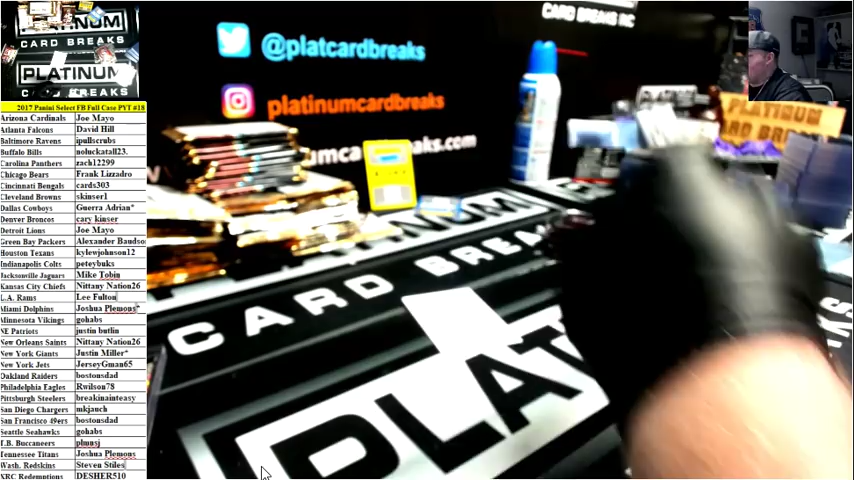 PLATINUM
CARD BREAKS
PLATINUM
CARD BREAKS
2017 Panini Select FB Full Case PYT #18
Arizona Cardinals Joe Mayo
Atlanta Falcons David Hill
Baltimore Ravens ipullscrubs
Buffalo Bills noluckatall23.
Carolina Panthers zach12299
Chicago Bears Frank Lizzadro
Cincinnati Bengals cards303
Cleveland Browns skinser1
Dallas Cowboys Guerra Adrian*
Denver Broncos cary kinser
Detroit Lions Joe Mayo
Green Bay Packers Alexander Baudso
Houston Texans kylewjohnson12
Indianapolis Colts peteybuks
Jacksonville Jaguars Mike Tobin
Kansas City Chiefs Nittany Nation26
L.A. Rams Lee Fulton
Miami Dolphins Joshua Plemons*
Minnesota Vikings gohabs
NE Patriots justin butlin
New Orleans Saints Nittany Nation26
New York Giants Justin Miller*
New York Jets JerseyGman65
Oakland Raiders bostonsdad
Philadelphia Eagles Rwilson78
Pittsburgh Steelers breakinainteasy
San Diego Chargers mkjauch
San Francisco 49ers bostonsdad
Seattle Seahawks gohabs
T.B. Buccaneers phunsj
Tennessee Titans Joshua Plemons
Wash. Redskins Steven Stiles
XRC Redemptions DESHER510
CARD BREAKS INC
@platcardbreaks
platinumcardbreaks
PLATINUM
CARD BREA
CARD BREA
PLAT